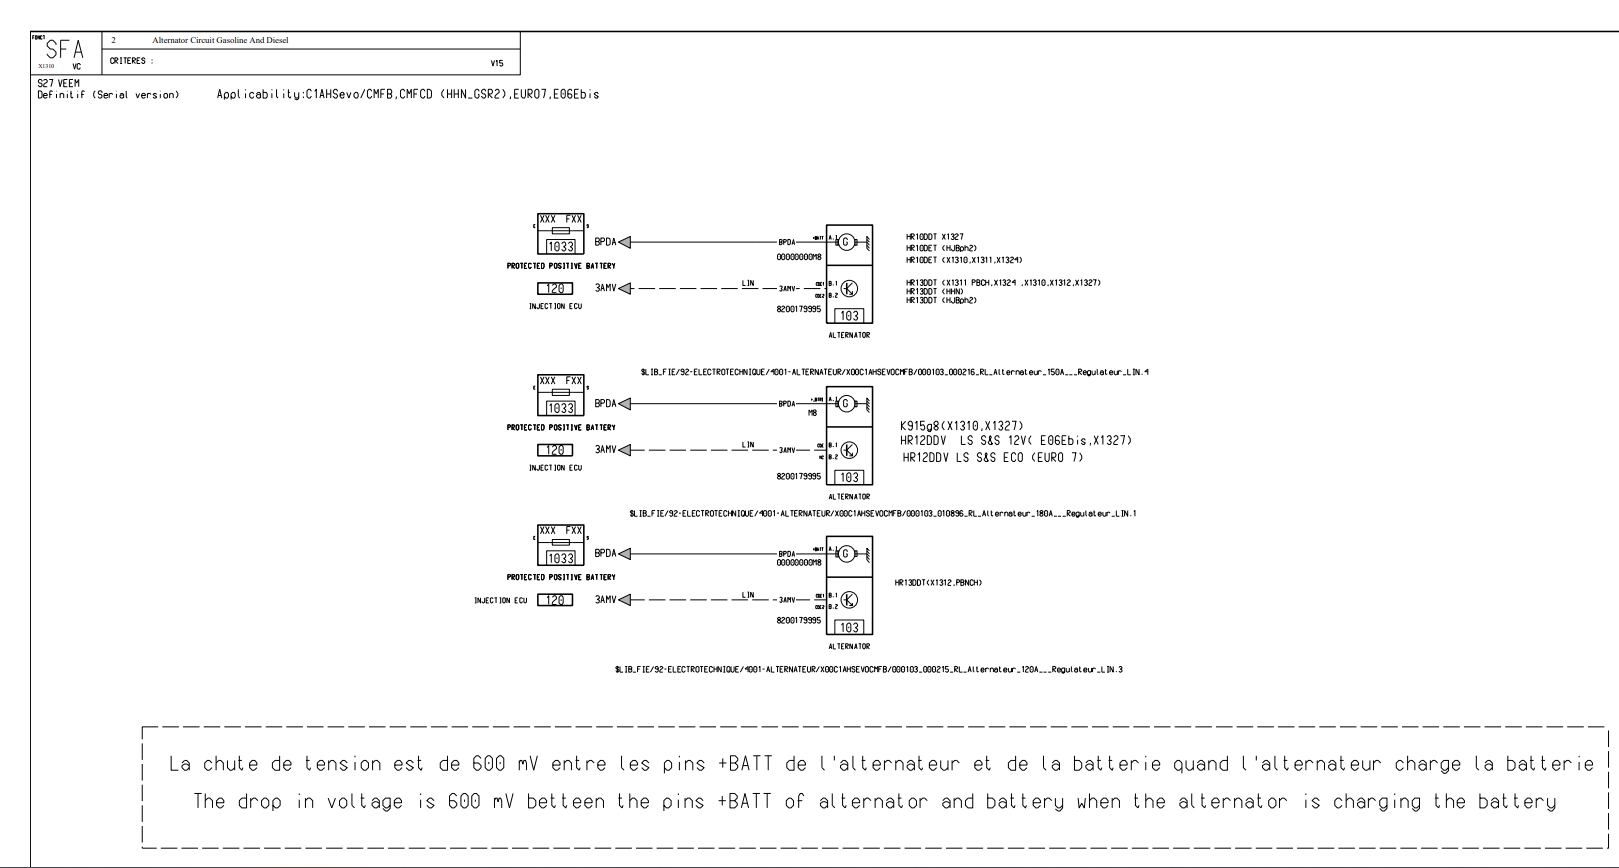 FONCT
SFA
X1310 VC
2 Alternator Circuit Gasoline And Diesel
CRITERES :
V15
S27 VEEM
Definitif (Serial version) Applicability:C1AHSevo/CMFB,CMFCD (HHN_GSR2),EURO7,E06Ebis
XXX FXX
E S
1033
BPDA
BPDA
+BATT A.1
G
00000000M8
PROTECTED POSITIVE BATTERY
120
3AMV
LIN
3AMV
B.1
B.2
INJECTION ECU
8200179995
103
ALTERNATOR
HR10DDT X1327
HR10DET (HJBph2)
HR10DET (X1310,X1311,X1324)
HR13DDT (X1311 PBCH,X1324 ,X1310,X1312,X1327)
HR13DDT (HHN)
HR13DDT (HJBph2)
$LIB_FIE/92-ELECTROTECHNIQUE/4001-ALTERNATEUR/X00C1AHSEVOCMFB/000103_000216_RL_Alternateur_150A___Regulateur_LIN.4
XXX FXX
E S
1033
BPDA
BPDA
A.1
G
M8
PROTECTED POSITIVE BATTERY
120
3AMV
LIN
3AMV
B.1
B.2
INJECTION ECU
8200179995
103
ALTERNATOR
K915g8(X1310,X1327)
HR12DDV LS S&S 12V( E06Ebis,X1327)
HR12DDV LS S&S ECO (EURO 7)
$LIB_FIE/92-ELECTROTECHNIQUE/4001-ALTERNATEUR/X00C1AHSEVOCMFB/000103_010896_RL_Alternateur_180A___Regulateur_LIN.1
XXX FXX
E S
1033
BPDA
BPDA
+BATT A.1
G
00000000M8
PROTECTED POSITIVE BATTERY
INJECTION ECU 120
3AMV
LIN
3AMV
B.1
B.2
8200179995
103
ALTERNATOR
HR13DDT(X1312,PBNCH)
$LIB_FIE/92-ELECTROTECHNIQUE/4001-ALTERNATEUR/X00C1AHSEVOCMFB/000103_000215_RL_Alternateur_120A___Regulateur_LIN.3
La chute de tension est de 600 mV entre les pins +BATT de l'alternateur et de la batterie quand l'alternateur charge la batterie
The drop in voltage is 600 mV betteen the pins +BATT of alternator and battery when the alternator is charging the battery